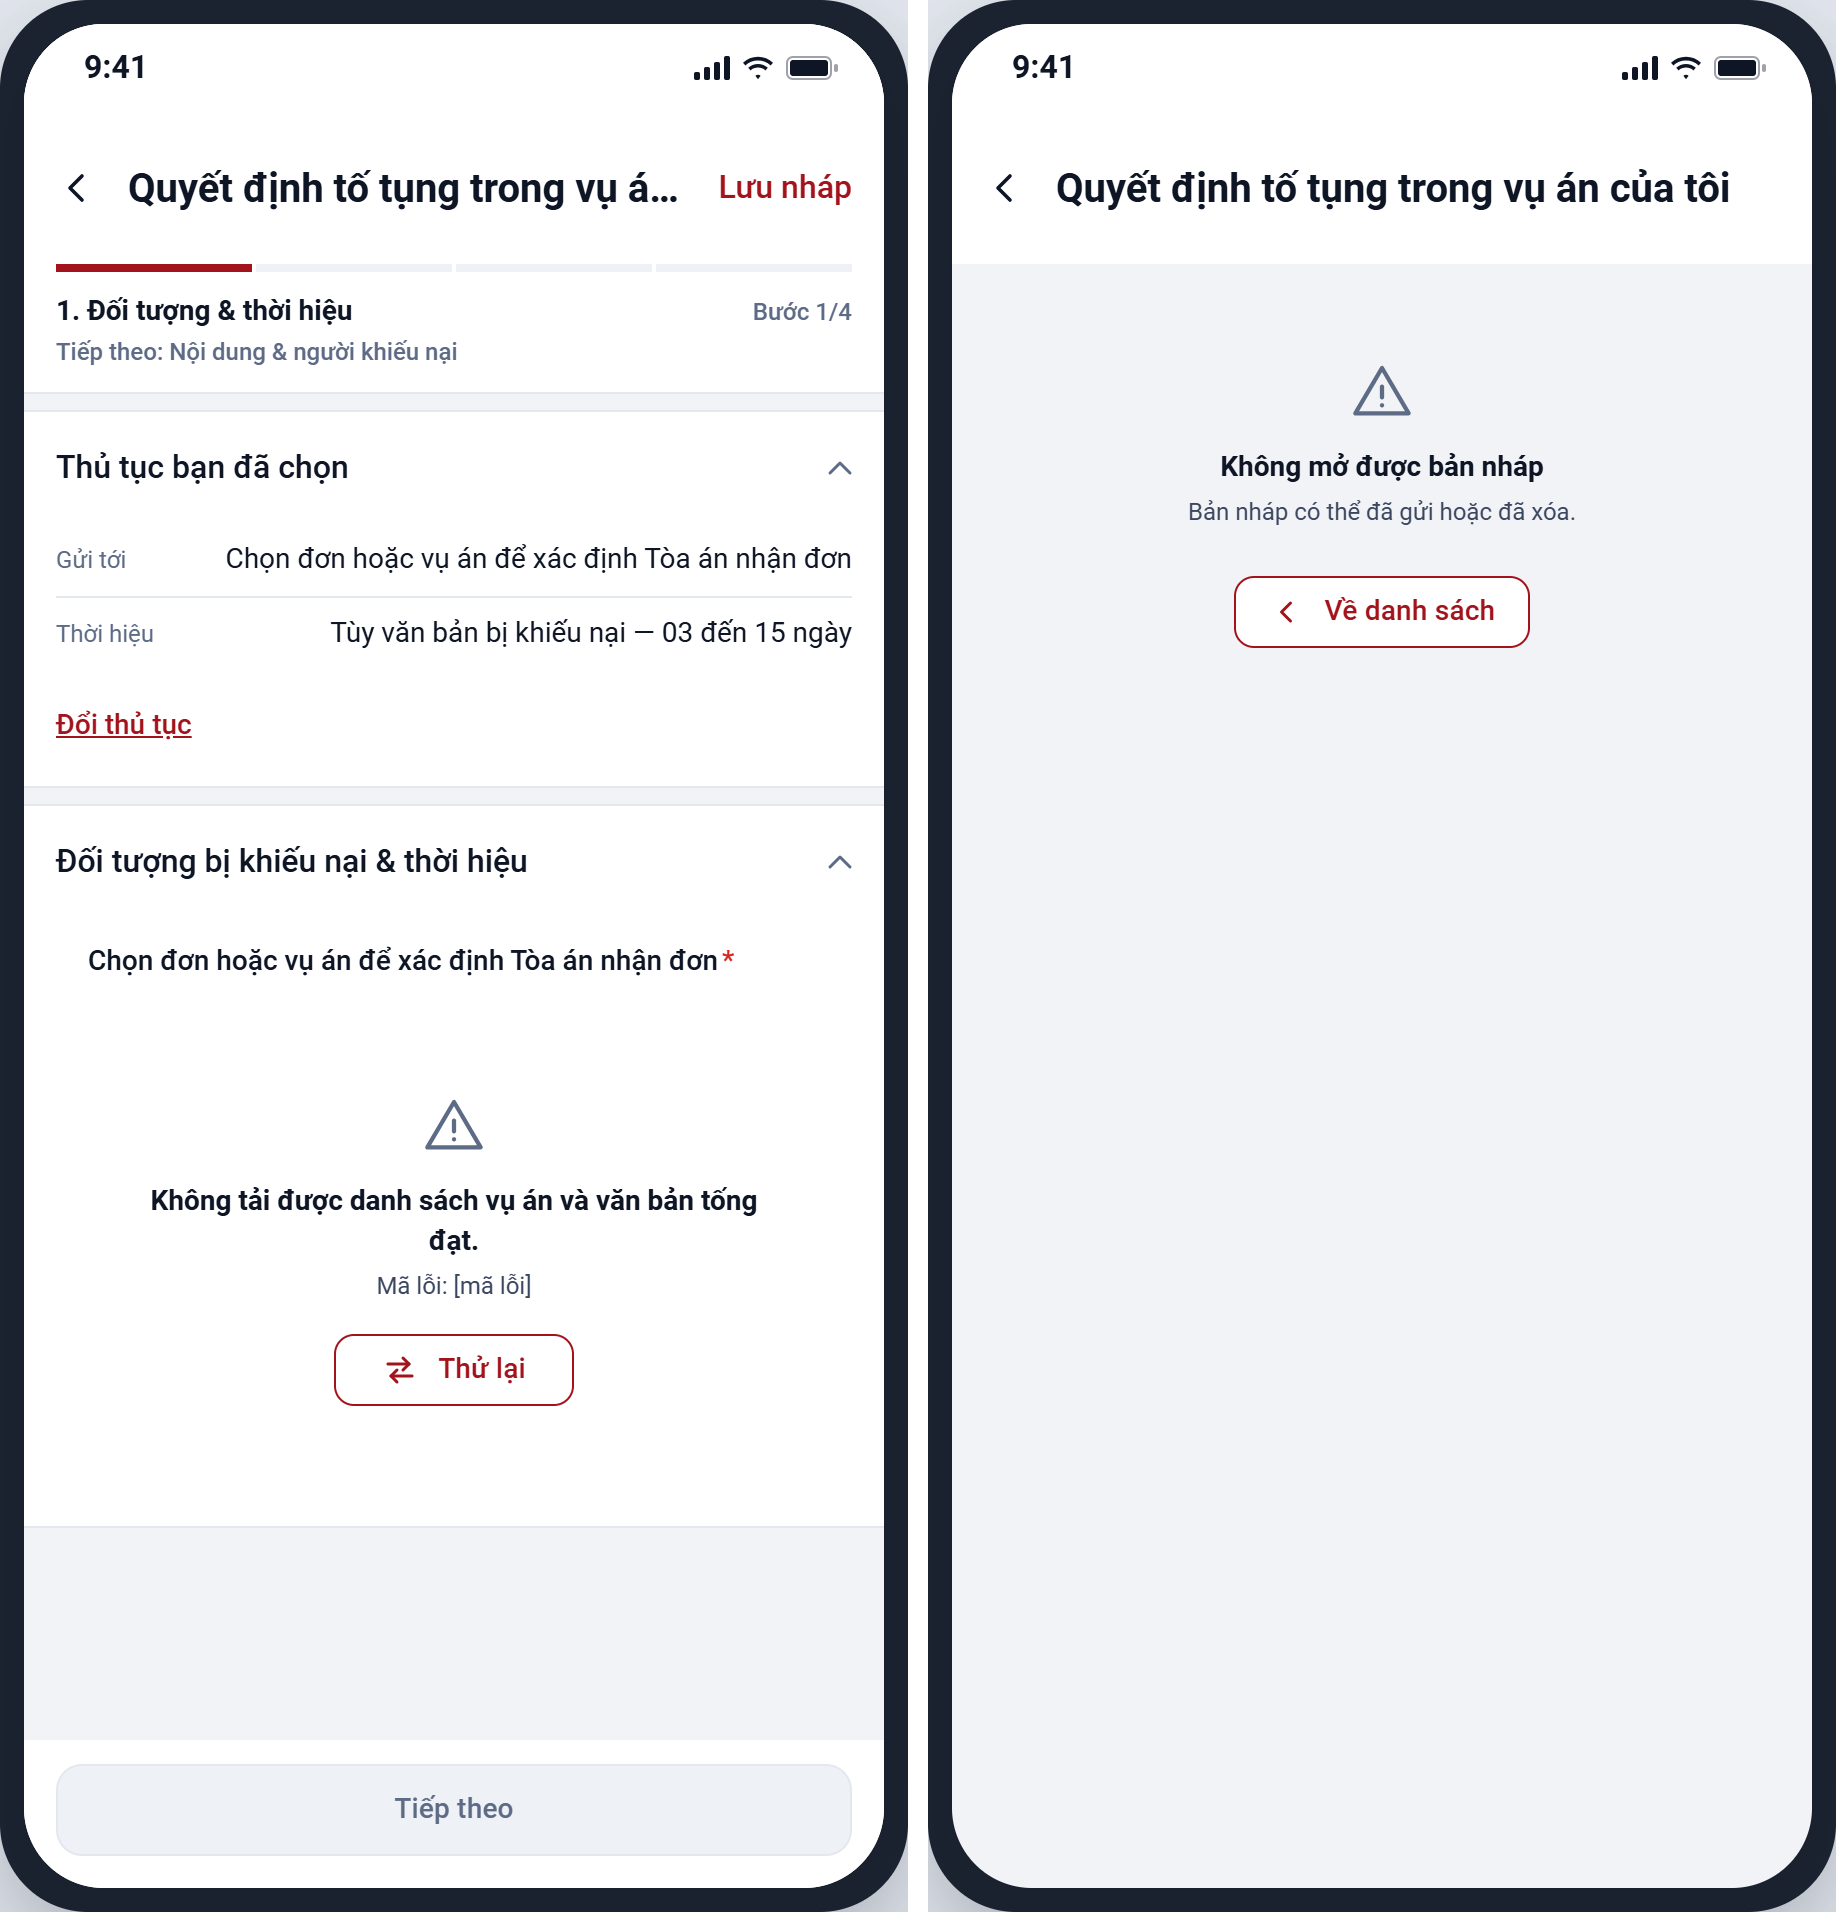 9:41
Quyết định tố tụng trong vụ á...
Lưu nháp
1. Đối tượng & thời hiệu
Bước 1/4
Tiếp theo: Nội dung & người khiếu nại
Thủ tục bạn đã chọn
Gửi tới
Chọn đơn hoặc vụ án để xác định Tòa án nhận đơn
Thời hiệu
Tùy văn bản bị khiếu nại — 03 đến 15 ngày
Đổi thủ tục
Đối tượng bị khiếu nại & thời hiệu
Chọn đơn hoặc vụ án để xác định Tòa án nhận đơn *
Không tải được danh sách vụ án và văn bản tống
đạt.
Mã lỗi: [mã lỗi]
Thử lại
Tiếp theo
9:41
Quyết định tố tụng trong vụ án của tôi
Không mở được bản nháp
Bản nháp có thể đã gửi hoặc đã xóa.
Về danh sách